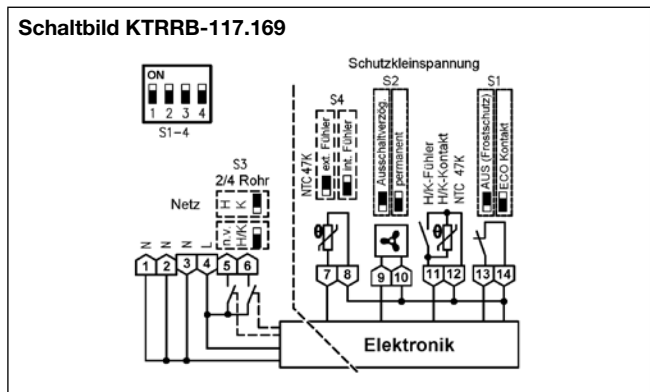 Schaltbild KTRRB-117.169
ON
1 2 3 4
S1-4
Schutzkleinspannung
S4
S2
S1
NTC 47K
ext. Fühler
int. Fühler
Ausschaltverzög.
permanent
H/K-Fühler
H/K-Kontakt
NTC 47K
AUS (Frostschutz)
ECO Kontakt
S3
2/4 Rohr
Netz
H K
n.v. H/K
N N N L
1 2 3 4 5 6
7 8 9 10 11 12 13 14
Elektronik